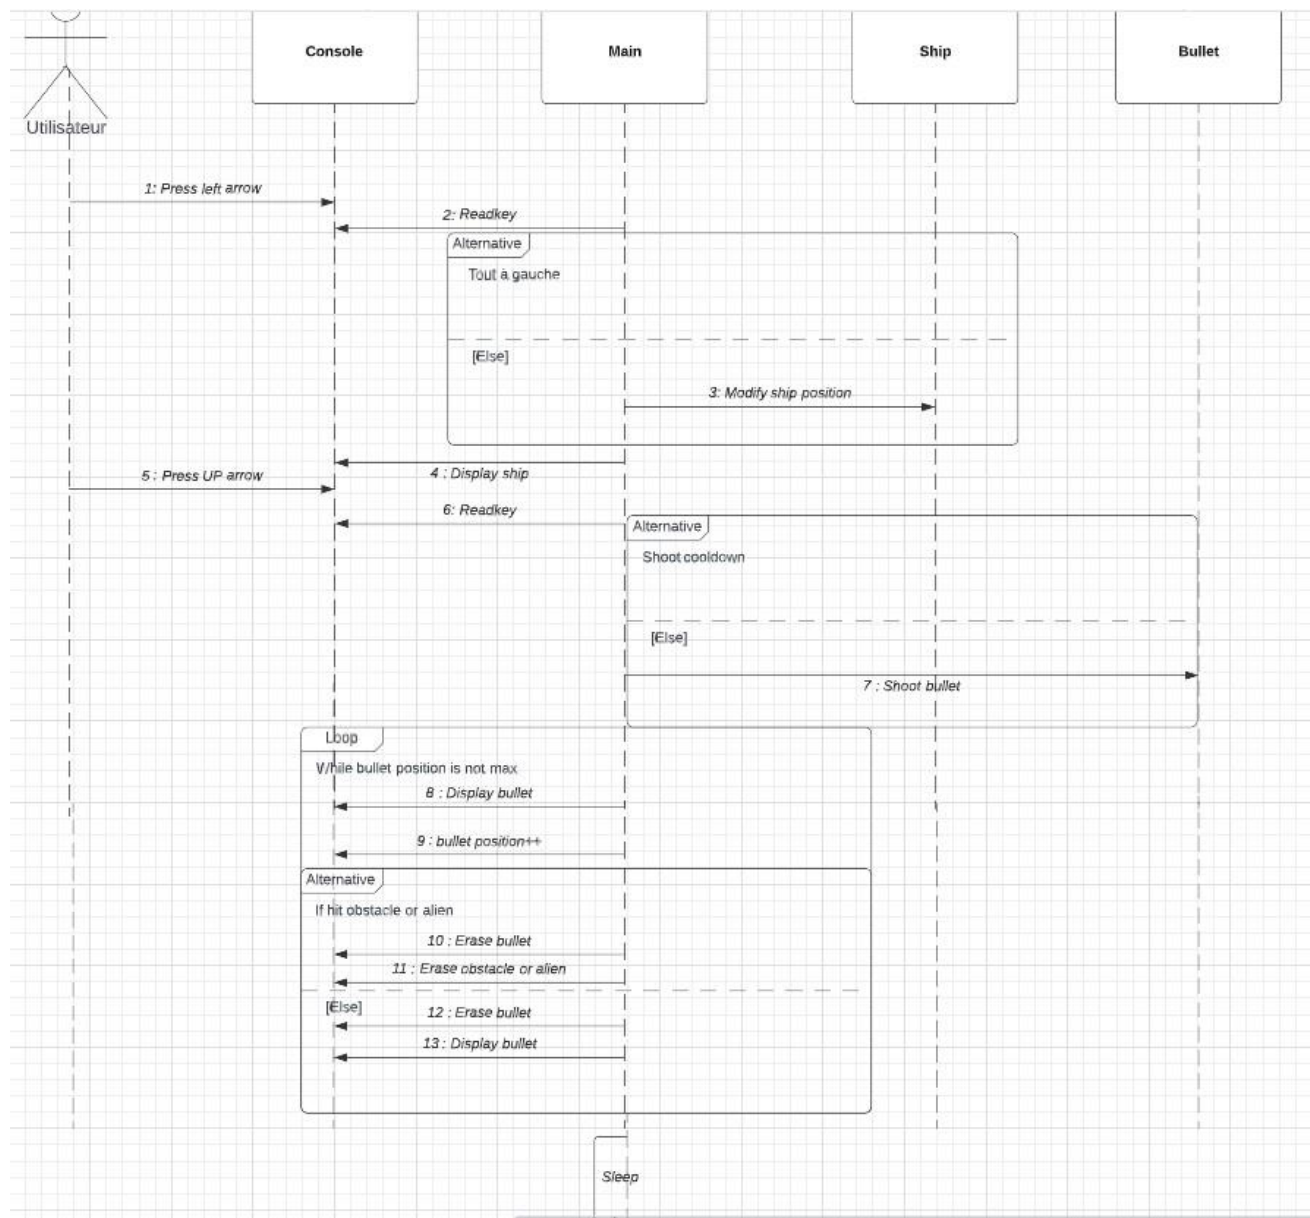 Console
Main
Ship
Bullet
Utilisateur
1: Press left arrow
2: Readkey
Alternative
Tout à gauche
[Else]
3: Modify ship position
4 : Display ship
5 : Press UP arrow
6: Readkey
Alternative
Shoot cooldown
[Else]
7 : Shoot bullet
Loop
While bullet position is not max
8 : Display bullet
9 : bullet position++
Alternative
If hit obstacle or alien
10 : Erase bullet
11 : Erase obstacle or alien
[Else]
12 : Erase bullet
13 : Display bullet
Sleep